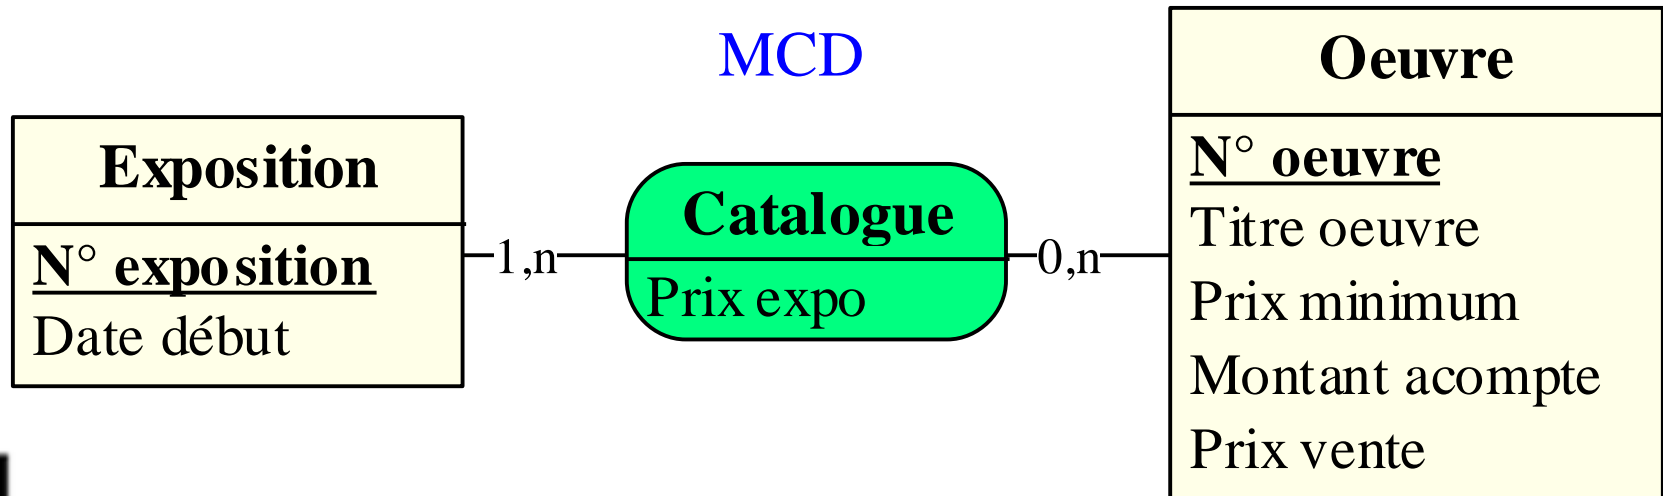 MCD
Exposition
N° exposition
Date début
1,n
Catalogue
Prix expo
0,n
Oeuvre
N° oeuvre
Titre oeuvre
Prix minimum
Montant acompte
Prix vente